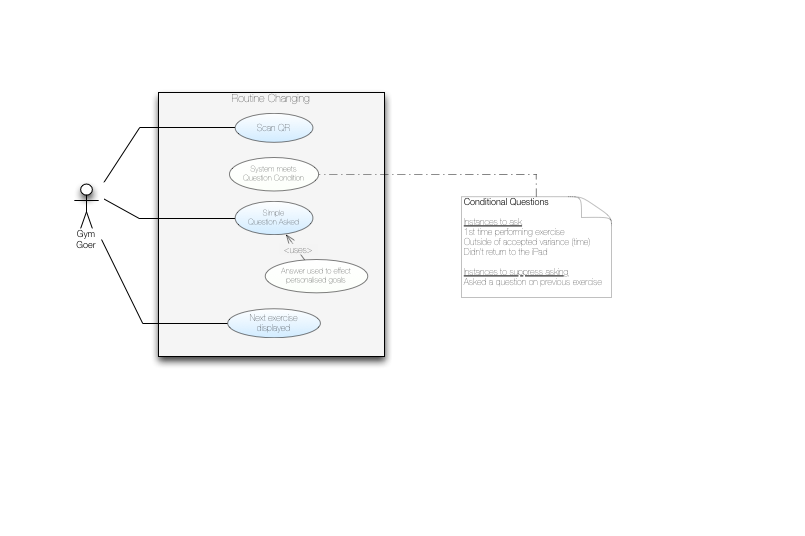 Routine Changing
Scan QR
System meets
Question Condition
Simple
Question Asked
<uses>
Answer used to effect
personalised goals
Next exercise
displayed
Gym
Goer
Conditional Questions
Instances to ask
1st time performing exercise
Outside of accepted variance (time)
Didn't return to the iPad
Instances to suppress asking
Asked a question on previous exercise